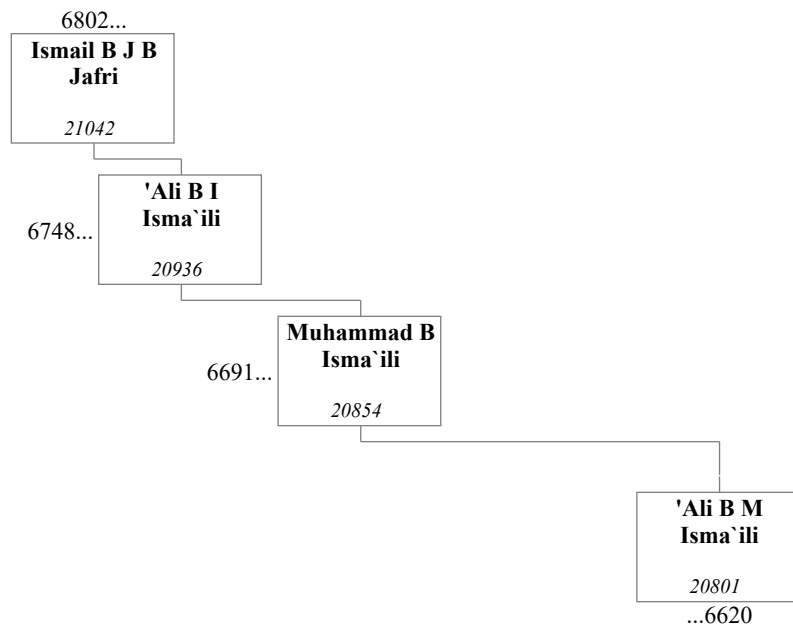 6802...
Ismail B J B
Jafri
21042
'Ali B I
Isma`ili
6748...
20936
Muhammad B
Isma`ili
6691...
20854
'Ali B M
Isma`ili
20801
...6620